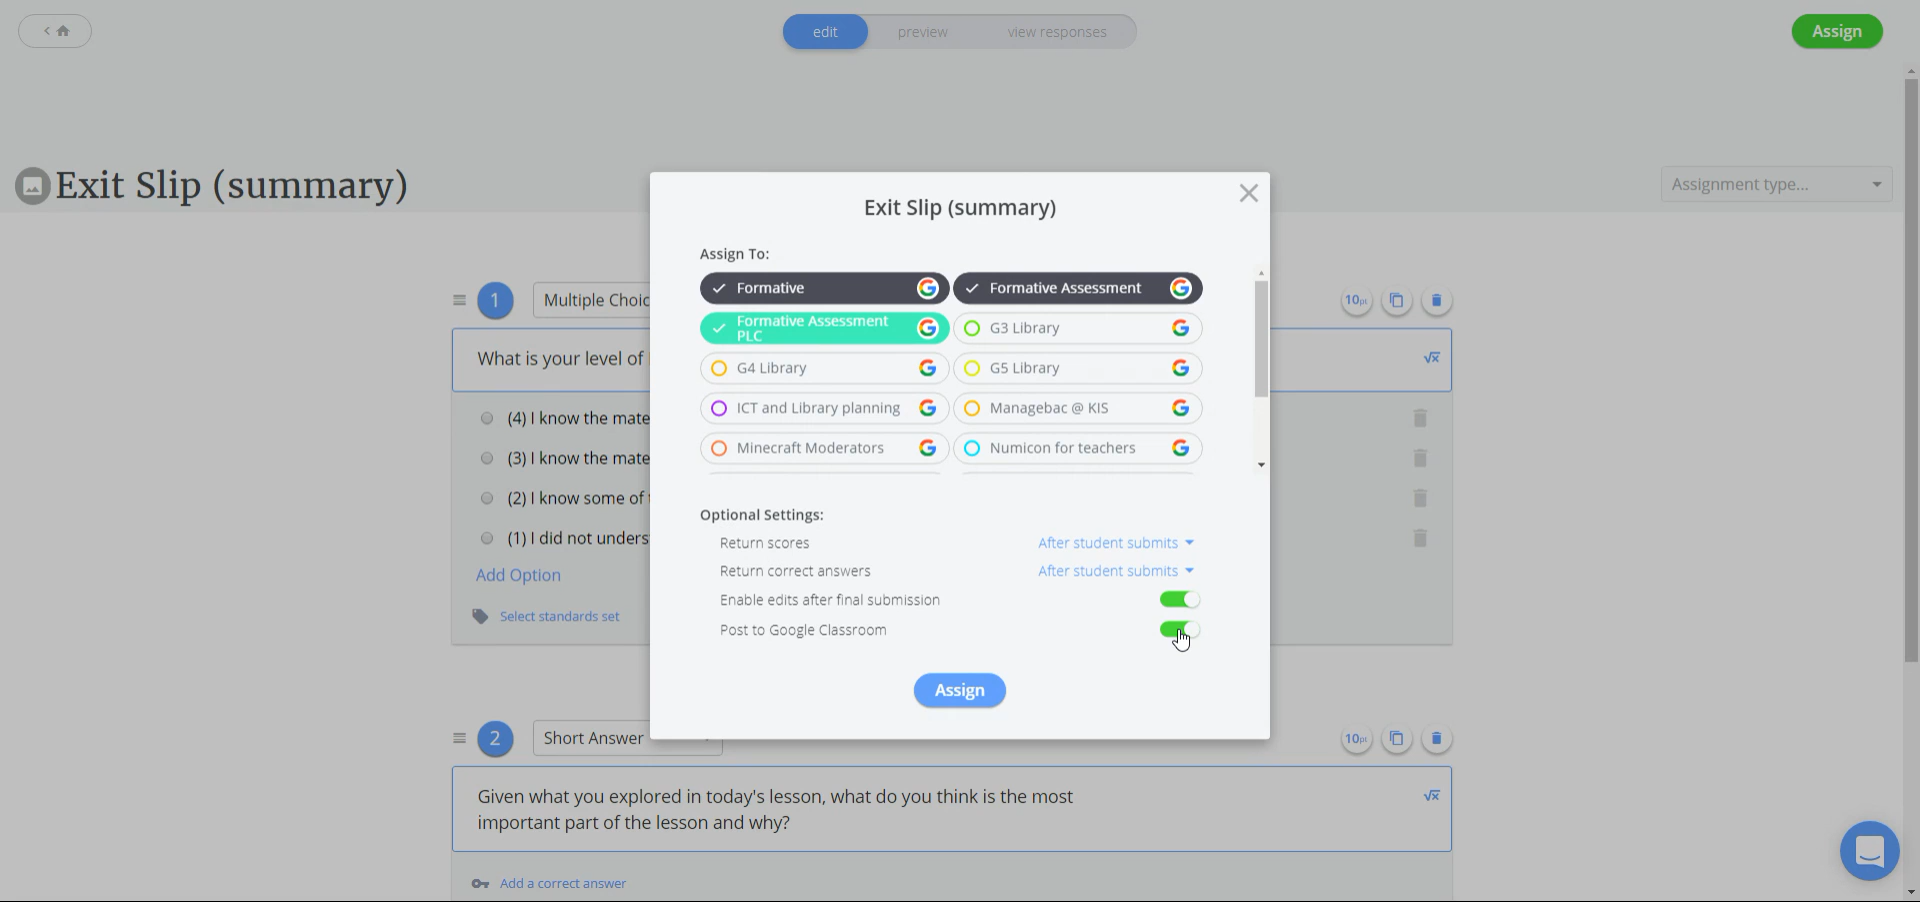 edit
preview
view responses
Assign
Exit Slip (summary)
Assignment type...
Exit Slip (summary)
Assign To:
Formative
Formative Assessment
Formative Assessment
PLC
G3 Library
G4 Library
G5 Library
ICT and Library planning
Managebac @ KIS
Minecraft Moderators
Numicon for teachers
Optional Settings:
Return scores
After student submits
Return correct answers
After student submits
Enable edits after final submission
Post to Google Classroom
Assign
1
Multiple Choic
10pt
What is your level of
√x
(4) I know the mate
(3) I know the mate
(2) I know some of
(1) I did not unders
Add Option
Select standards set
2
Short Answer
10pt
Given what you explored in today's lesson, what do you think is the most
important part of the lesson and why?
√x
Add a correct answer